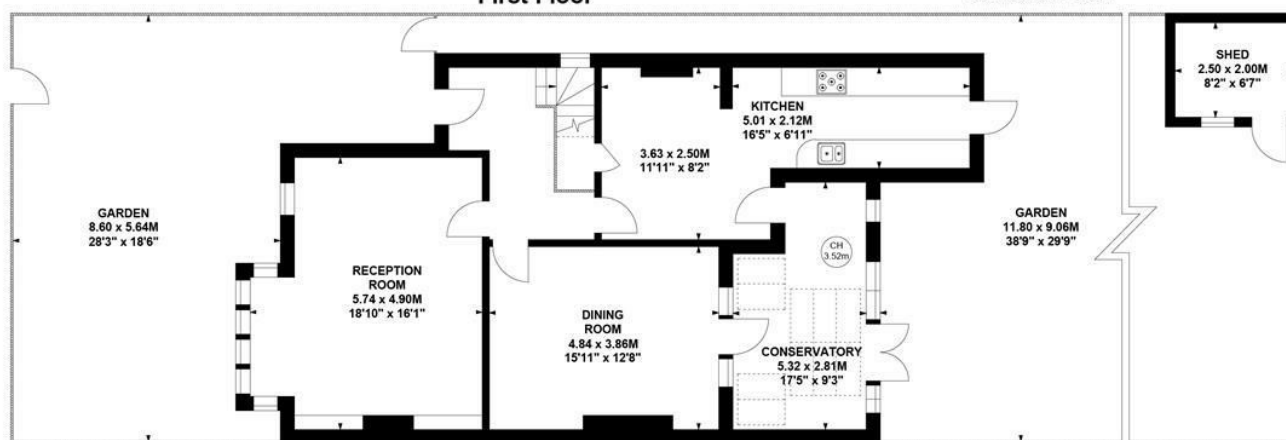 First Floor
SHED
2.50 x 2.00M
8'2" x 6'7"
KITCHEN
5.01 x 2.12M
16'5" x 6'11"
3.63 x 2.50M
11'11" x 8'2"
GARDEN
8.60 x 5.64M
28'3" x 18'6"
GARDEN
11.80 x 9.06M
38'9" x 29'9"
CH
3.52m
RECEPTION
ROOM
5.74 x 4.90M
18'10" x 16'1"
DINING
ROOM
4.84 x 3.86M
15'11" x 12'8"
CONSERVATORY
5.32 x 2.81M
17'5" x 9'3"